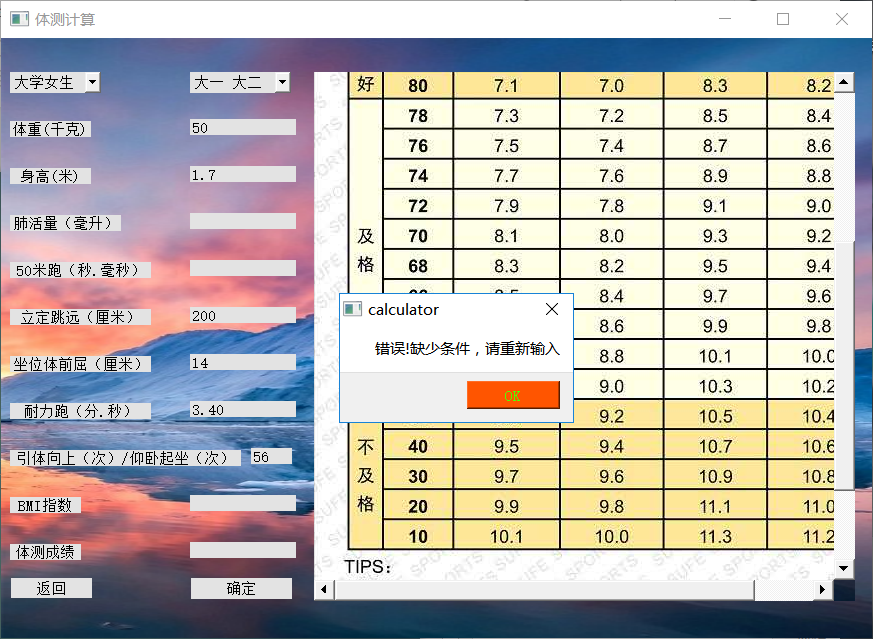 体测计算
大学女生 大一 大二
体重(千克) 50
身高(米) 1.7
肺活量（毫升）
50米跑（秒.毫秒）
立定跳远（厘米） 200
坐位体前屈（厘米） 14
耐力跑（分.秒） 3.40
引体向上（次）/仰卧起坐（次） 56
BMI指数
体测成绩
返回 确定
好 80 7.1 7.0 8.3 8.2
78 7.3 7.2 8.5 8.4
76 7.5 7.4 8.7 8.6
74 7.7 7.6 8.9 8.8
72 7.9 7.8 9.1 9.0
及格 70 8.1 8.0 9.3 9.2
68 8.3 8.2 9.5 9.4
8.4 9.7 9.6
8.6 9.9 9.8
8.8 10.1 10.0
9.0 10.3 10.2
9.2 10.5 10.4
不及格 40 9.5 9.4 10.7 10.6
30 9.7 9.6 10.9 10.8
20 9.9 9.8 11.1 11.0
10 10.1 10.0 11.3 11.2
TIPS：
calculator
错误!缺少条件，请重新输入
OK